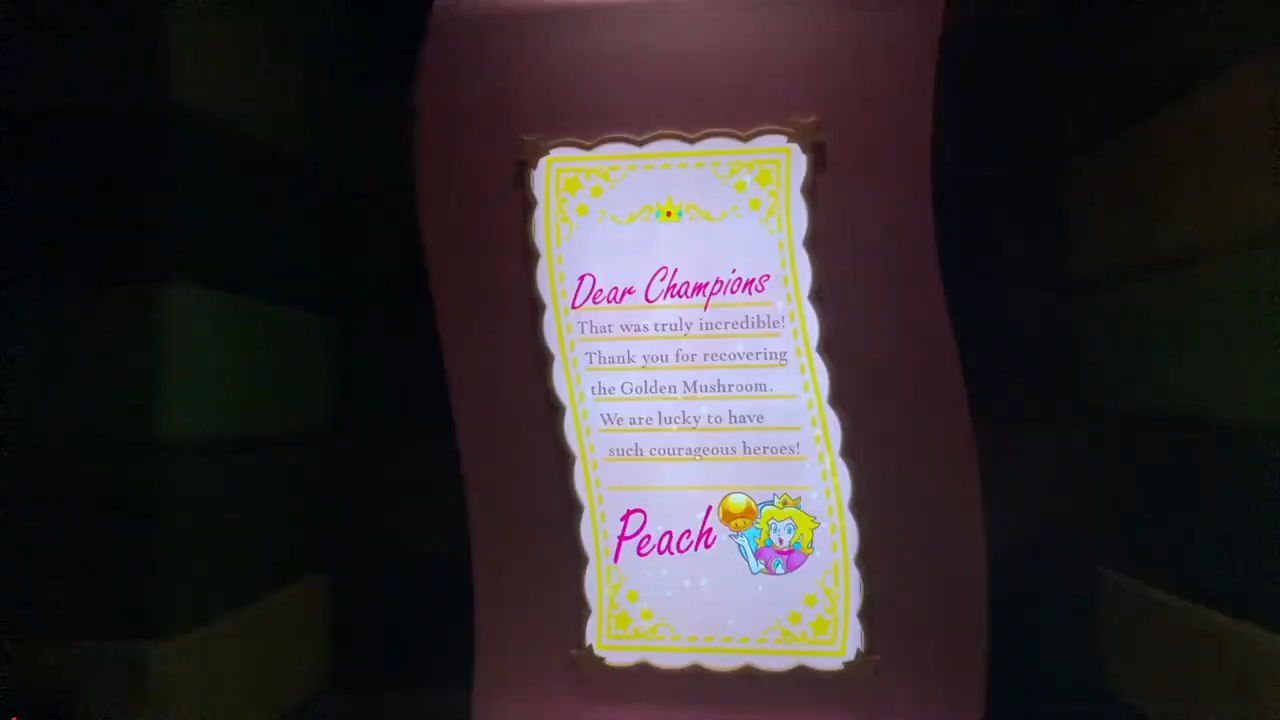 Dear Champions
That was truly incredible!
Thank you for recovering
the Golden Mushroom.
We are lucky to have
such courageous heroes!
Peach